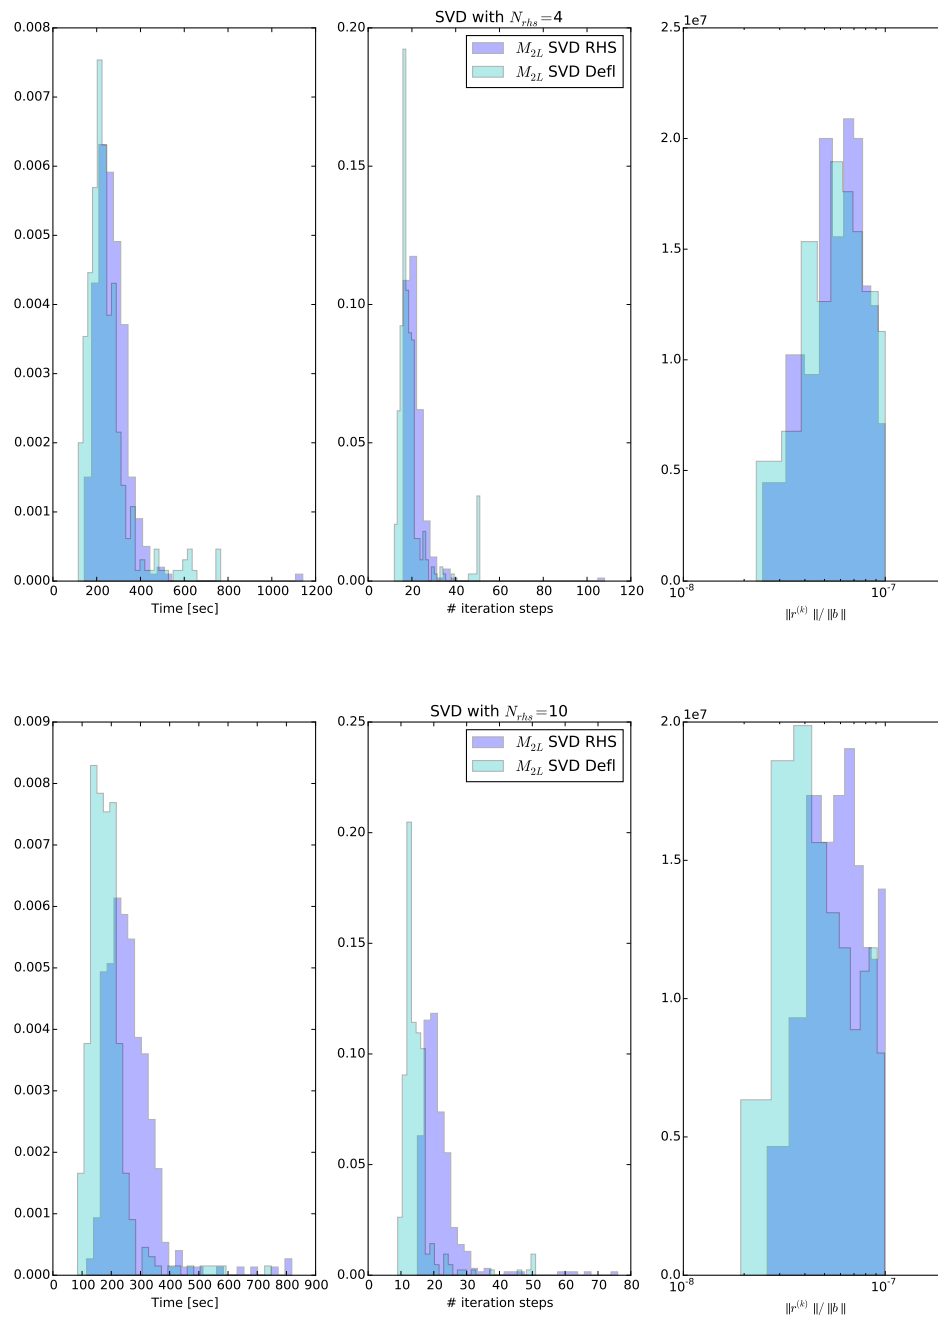 SVD with N_rhs=4
0.008
0.007
0.006
0.005
0.004
0.003
0.002
0.001
0.000
0 200 400 600 800 1000 1200
Time [sec]
0.20
0.15
0.10
0.05
0.00
M_2L SVD RHS
M_2L SVD Defl
0 20 40 60 80 100 120
# iteration steps
2.5 1e7
2.0
1.5
1.0
0.5
0.0
10^-8 10^-7
||r^(k)||/||b||
SVD with N_rhs=10
0.009
0.008
0.007
0.006
0.005
0.004
0.003
0.002
0.001
0.000
0 100 200 300 400 500 600 700 800 900
Time [sec]
0.25
0.20
0.15
0.10
0.05
0.00
M_2L SVD RHS
M_2L SVD Defl
0 10 20 30 40 50 60 70 80
# iteration steps
2.0 1e7
1.5
1.0
0.5
0.0
10^-8 10^-7
||r^(k)||/||b||